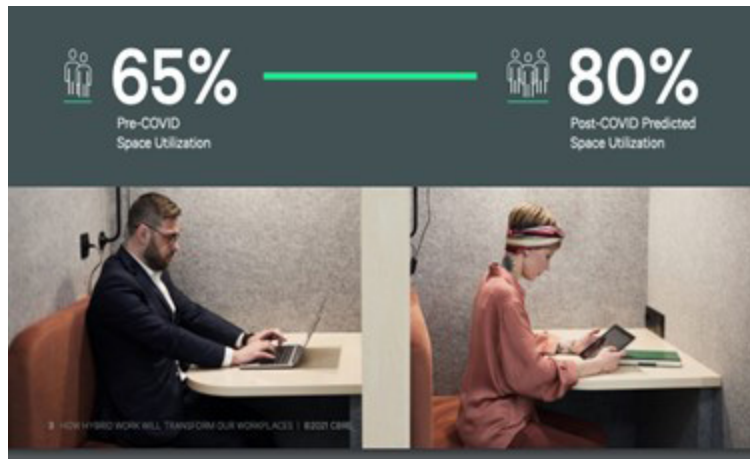 65%
Pre-COVID
Space Utilization
80%
Post-COVID Predicted
Space Utilization
3 HOW HYBRID WORK WILL TRANSFORM OUR WORKPLACES | ©2021 CBRE